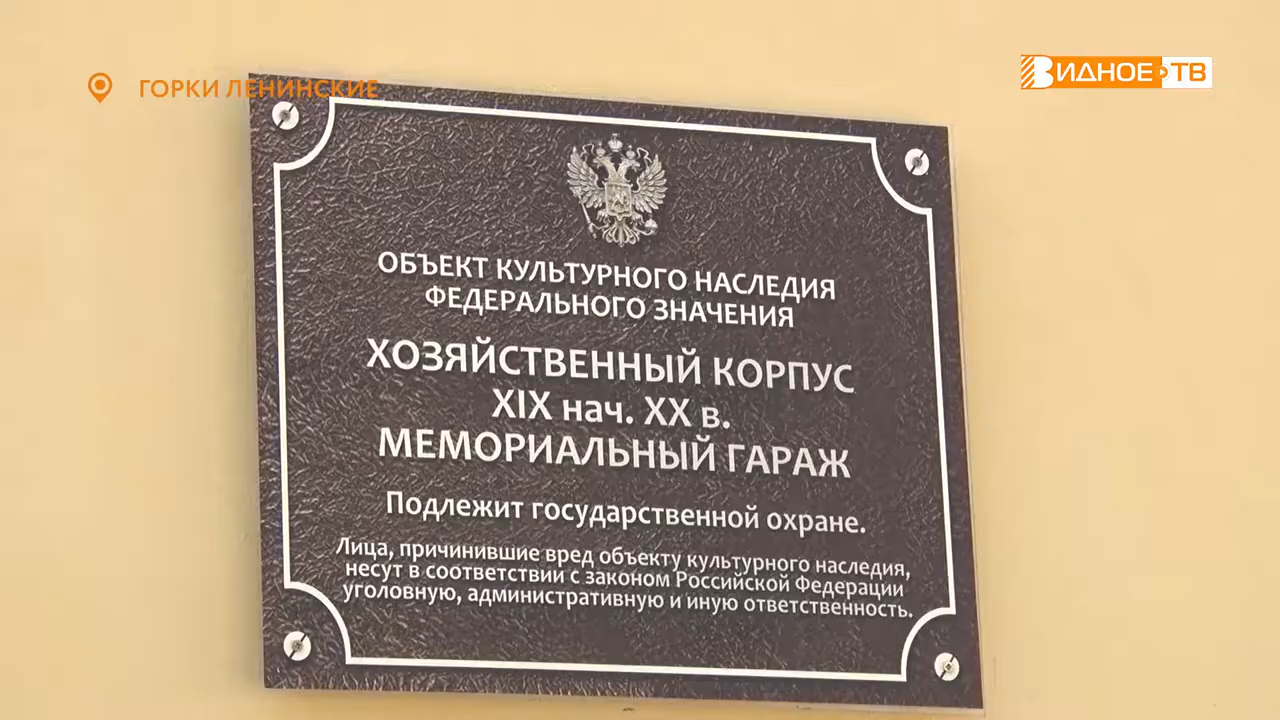 ГОРКИ ЛЕНИНСКИЕ
ВИДНОЕ ТВ
ОБЪЕКТ КУЛЬТУРНОГО НАСЛЕДИЯ
ФЕДЕРАЛЬНОГО ЗНАЧЕНИЯ
ХОЗЯЙСТВЕННЫЙ КОРПУС
XIX нач. XX в.
МЕМОРИАЛЬНЫЙ ГАРАЖ
Подлежит государственной охране.
Лица, причинившие вред объекту культурного наследия,
несут в соответствии с законом Российской Федерации
уголовную, административную и иную ответственность.